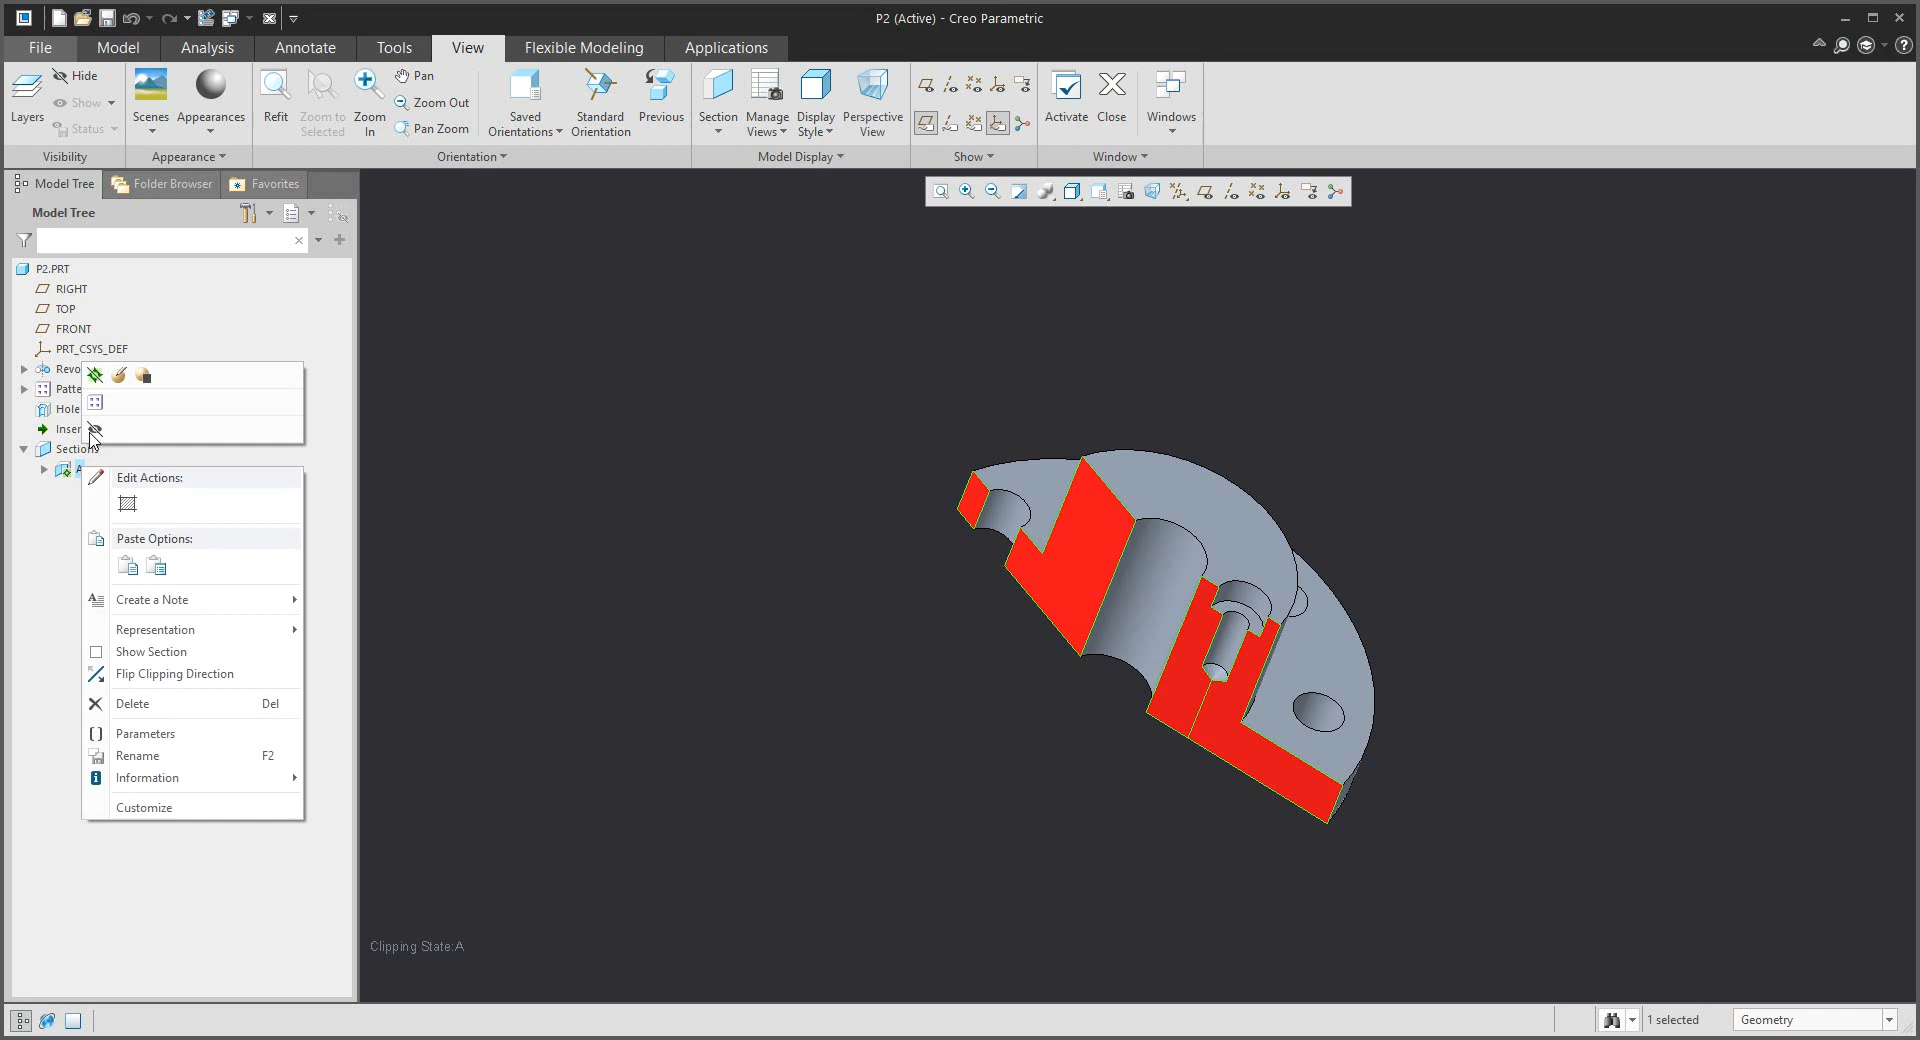 P2 (Active) - Creo Parametric
File Model Analysis Annotate Tools View Flexible Modeling Applications
Layers
Hide
Show
Status
Scenes
Appearances
Refit
Zoom to
Selected
Zoom
In
Pan
Zoom Out
Pan Zoom
Saved
Orientations
Standard
Orientation
Previous
Section
Manage
Views
Display
Style
Perspective
View
Activate
Close
Windows
Visibility
Appearance
Orientation
Model Display
Show
Window
Model Tree Folder Browser Favorites
Model Tree
P2.PRT
RIGHT
TOP
FRONT
PRT_CSYS_DEF
Revo
Patte
Hole
Inser
Sections
A
Edit Actions:
Paste Options:
Create a Note
Representation
Show Section
Flip Clipping Direction
Delete Del
Parameters
Rename F2
Information
Customize
Clipping State:A
1 selected
Geometry